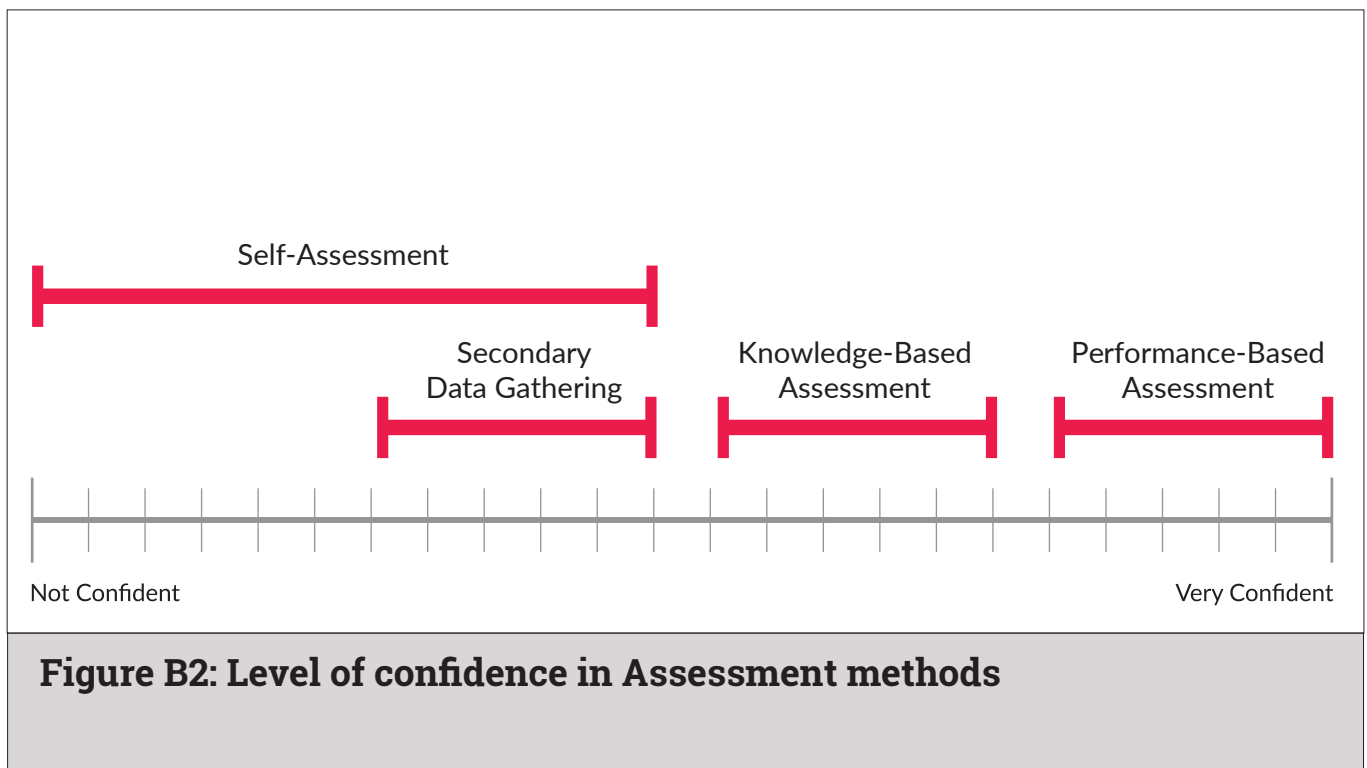 Self-Assessment
Secondary
Data Gathering
Knowledge-Based
Assessment
Performance-Based
Assessment
Not Confident
Very Confident
Figure B2: Level of confidence in Assessment methods